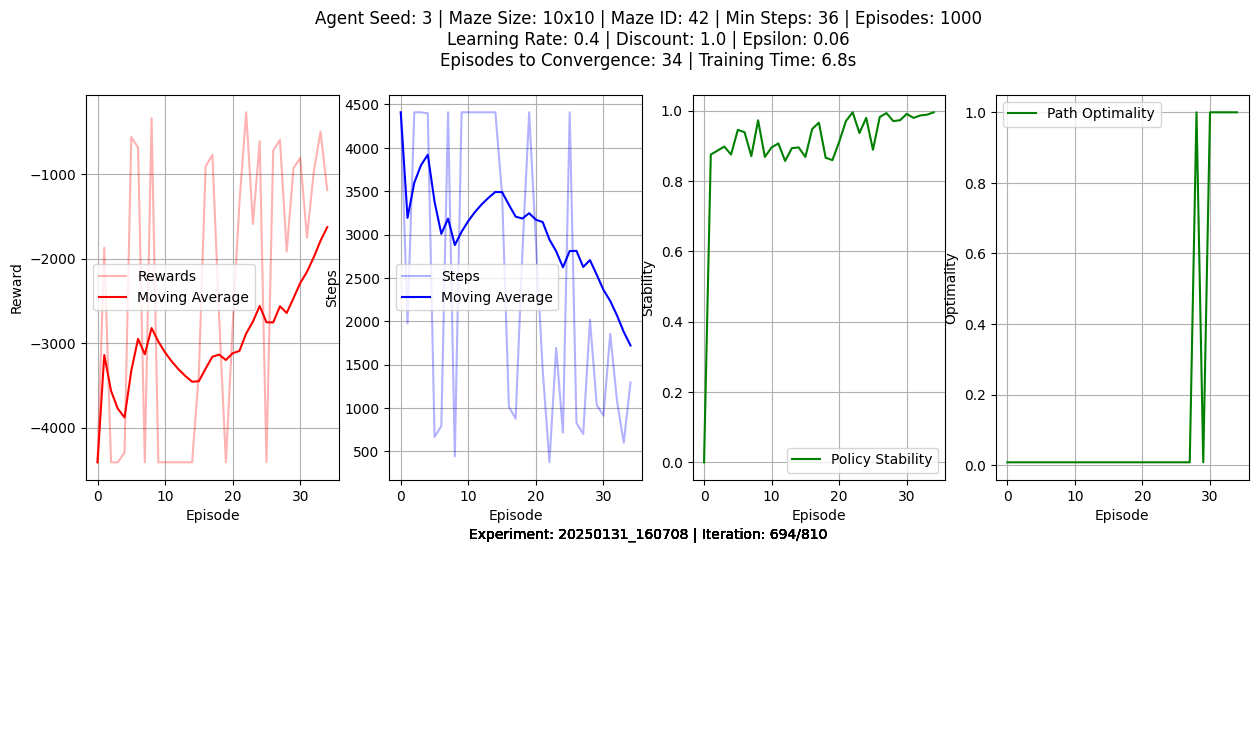 Agent Seed: 3 | Maze Size: 10x10 | Maze ID: 42 | Min Steps: 36 | Episodes: 1000
Learning Rate: 0.4 | Discount: 1.0 | Epsilon: 0.06
Episodes to Convergence: 34 | Training Time: 6.8s
Reward
−1000
−2000
−3000
−4000
Rewards
Moving Average
0
10
20
30
Episode
Steps
4500
4000
3500
3000
2500
2000
1500
1000
500
Steps
Moving Average
0
10
20
30
Episode
Stability
1.0
0.8
0.6
0.4
0.2
0.0
Policy Stability
0
10
20
30
Episode
Optimality
1.0
0.8
0.6
0.4
0.2
0.0
Path Optimality
0
10
20
30
Episode
Experiment: 20250131_160708 | Iteration: 694/810